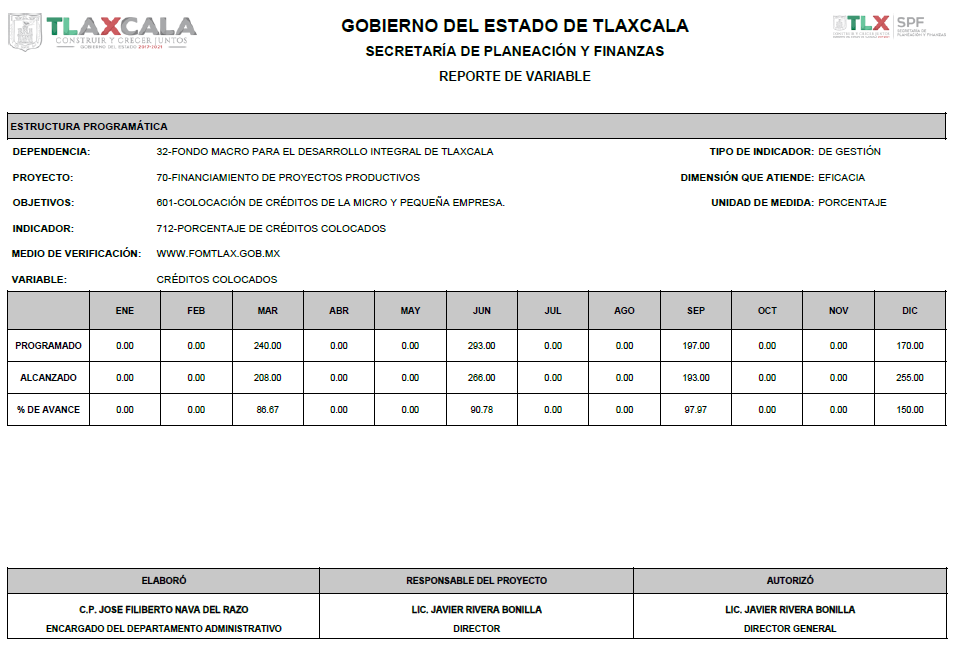 TLAXCALA
CONSTRUIR Y CRECER JUNTOS
GOBIERNO DEL ESTADO 2017-2021
GOBIERNO DEL ESTADO DE TLAXCALA
SECRETARÍA DE PLANEACIÓN Y FINANZAS
REPORTE DE VARIABLE
TLX SPF
ESTRUCTURA PROGRAMÁTICA
DEPENDENCIA: 32-FONDO MACRO PARA EL DESARROLLO INTEGRAL DE TLAXCALA TIPO DE INDICADOR: DE GESTIÓN
PROYECTO: 70-FINANCIAMIENTO DE PROYECTOS PRODUCTIVOS DIMENSIÓN QUE ATIENDE: EFICACIA
OBJETIVOS: 601-COLOCACIÓN DE CRÉDITOS DE LA MICRO Y PEQUEÑA EMPRESA. UNIDAD DE MEDIDA: PORCENTAJE
INDICADOR: 712-PORCENTAJE DE CRÉDITOS COLOCADOS
MEDIO DE VERIFICACIÓN: WWW.FOMTLAX.GOB.MX
VARIABLE: CRÉDITOS COLOCADOS
ENE FEB MAR ABR MAY JUN JUL AGO SEP OCT NOV DIC
PROGRAMADO 0.00 0.00 240.00 0.00 0.00 293.00 0.00 0.00 197.00 0.00 0.00 170.00
ALCANZADO 0.00 0.00 208.00 0.00 0.00 266.00 0.00 0.00 193.00 0.00 0.00 255.00
% DE AVANCE 0.00 0.00 86.67 0.00 0.00 90.78 0.00 0.00 97.97 0.00 0.00 150.00
ELABORÓ RESPONSABLE DEL PROYECTO AUTORIZÓ
C.P. JOSE FILIBERTO NAVA DEL RAZO LIC. JAVIER RIVERA BONILLA LIC. JAVIER RIVERA BONILLA
ENCARGADO DEL DEPARTAMENTO ADMINISTRATIVO DIRECTOR DIRECTOR GENERAL